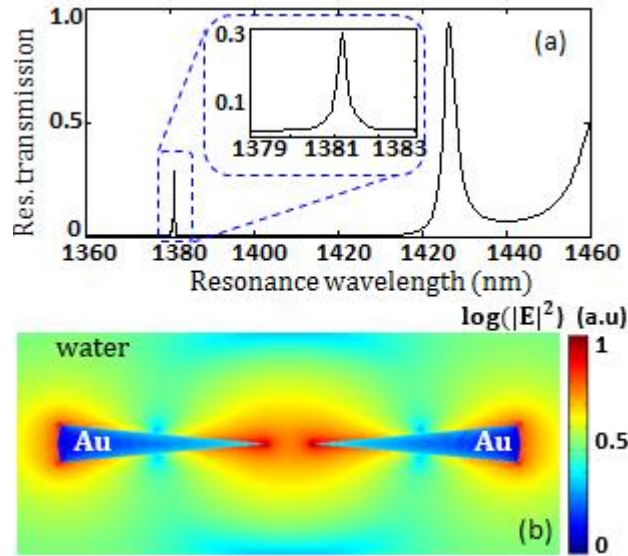 1.0
(a)
0.3
0.1
1379 1381 1383
0.5
0
Res. transmission
1360 1380 1400 1420 1440 1460
Resonance wavelength (nm)
log(|E|²) (a.u)
water
1
Au
Au
0.5
(b)
0